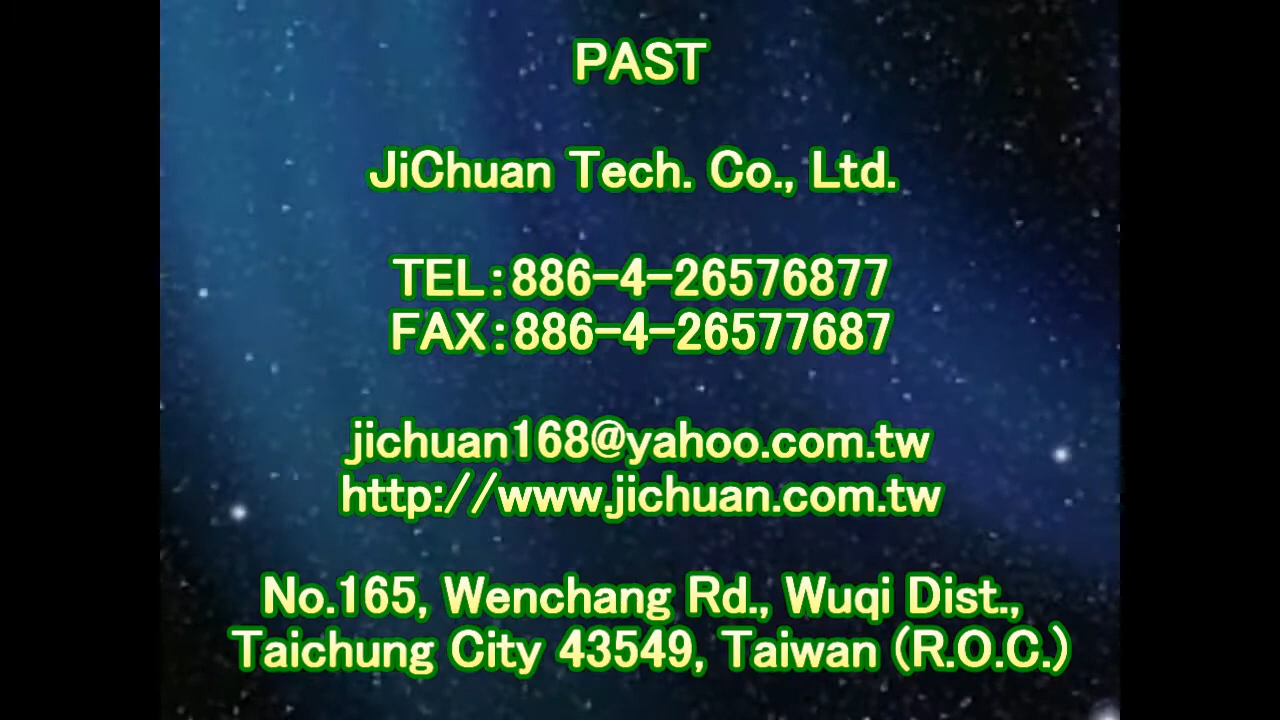 PAST
JiChuan Tech. Co., Ltd.
TEL:886-4-26576877
FAX:886-4-26577687
jichuan168@yahoo.com.tw
http://www.jichuan.com.tw
No.165, Wenchang Rd., Wuqi Dist.,
Taichung City 43549, Taiwan (R.O.C.)